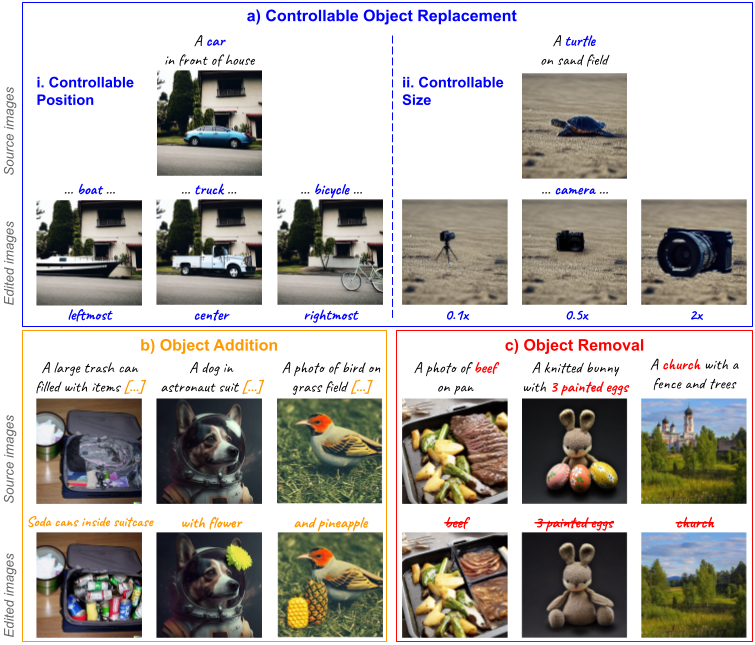 a) Controllable Object Replacement
i. Controllable
Position
A car
in front of house
ii. Controllable
Size
A turtle
on sand field
Source images
... boat ...
... truck ...
... bicycle ...
... camera ...
Edited images
leftmost
center
rightmost
0.1x
0.5x
2x
b) Object Addition
A large trash can
filled with items [...]
A dog in
astronaut suit [...]
A photo of bird on
grass field [...]
Source images
Soda cans inside suitcase
with flower
and pineapple
Edited images
c) Object Removal
A photo of beef
on pan
A knitted bunny
with 3 painted eggs
A church with a
fence and trees
beef
3 painted eggs
church